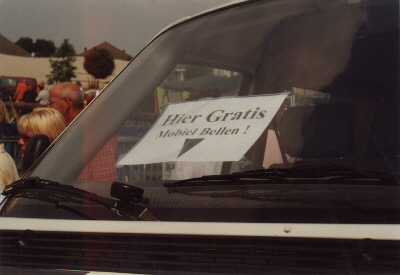 Hier Gratis
Mobiel Bellen !